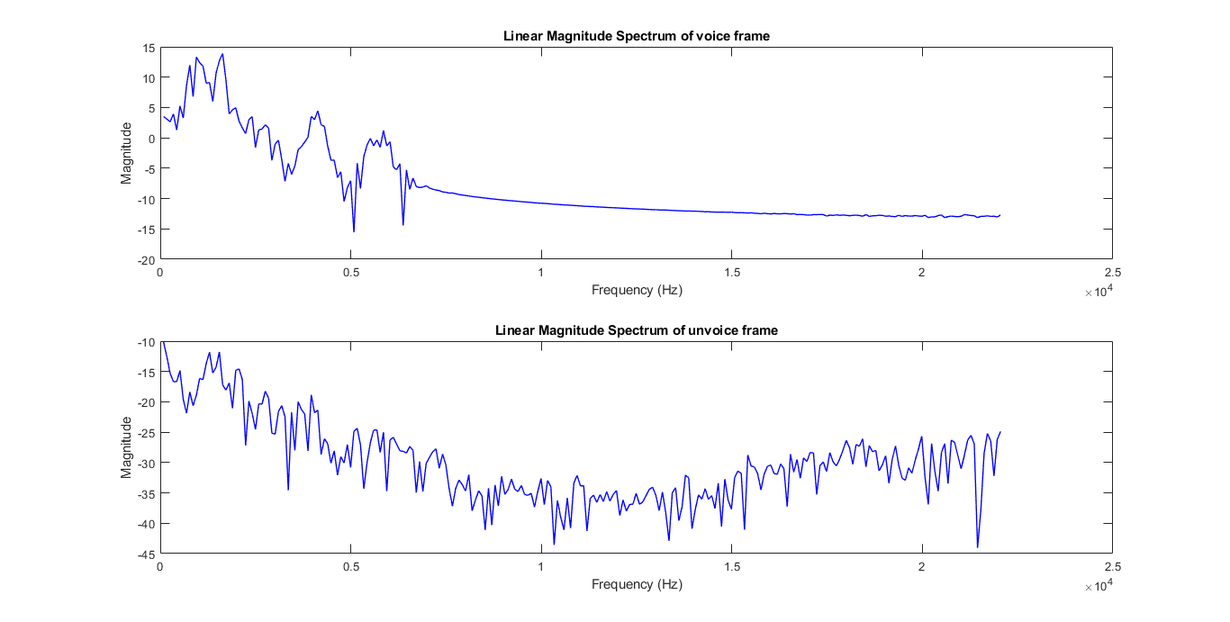 Linear Magnitude Spectrum of voice frame
15
10
5
0
-5
-10
-15
-20
Magnitude
0 0.5 1 1.5 2 2.5
Frequency (Hz)
×10^4
Linear Magnitude Spectrum of unvoice frame
-10
-15
-20
-25
-30
-35
-40
-45
Magnitude
0 0.5 1 1.5 2 2.5
Frequency (Hz)
×10^4